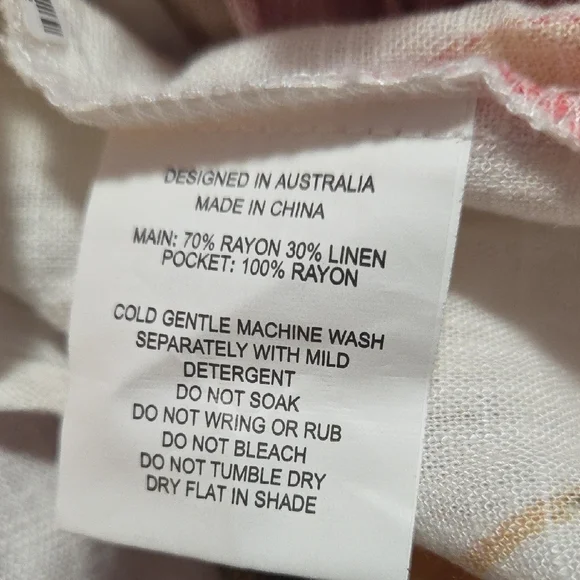 DESIGNED IN AUSTRALIA
MADE IN CHINA
MAIN: 70% RAYON 30% LINEN
POCKET: 100% RAYON
COLD GENTLE MACHINE WASH
SEPARATELY WITH MILD
DETERGENT
DO NOT SOAK
DO NOT WRING OR RUB
DO NOT BLEACH
DO NOT TUMBLE DRY
DRY FLAT IN SHADE